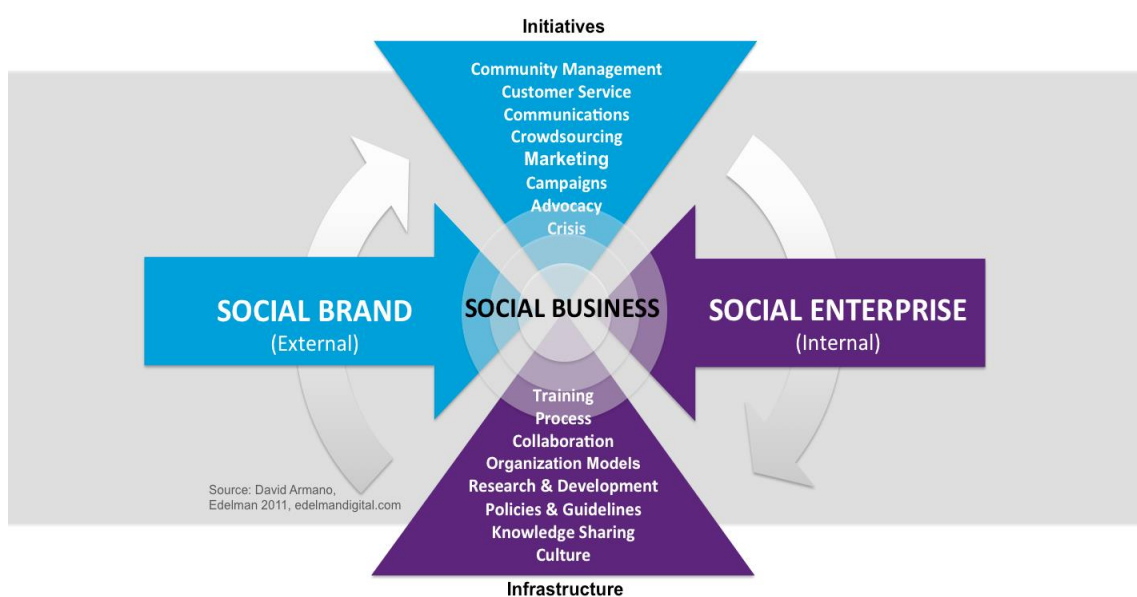 Initiatives
Community Management
Customer Service
Communications
Crowdsourcing
Marketing
Campaigns
Advocacy
Crisis
SOCIAL BRAND
(External)
SOCIAL BUSINESS
SOCIAL ENTERPRISE
(Internal)
Training
Process
Collaboration
Organization Models
Research & Development
Policies & Guidelines
Knowledge Sharing
Culture
Source: David Armano,
Edelman 2011, edelmandigital.com
Infrastructure